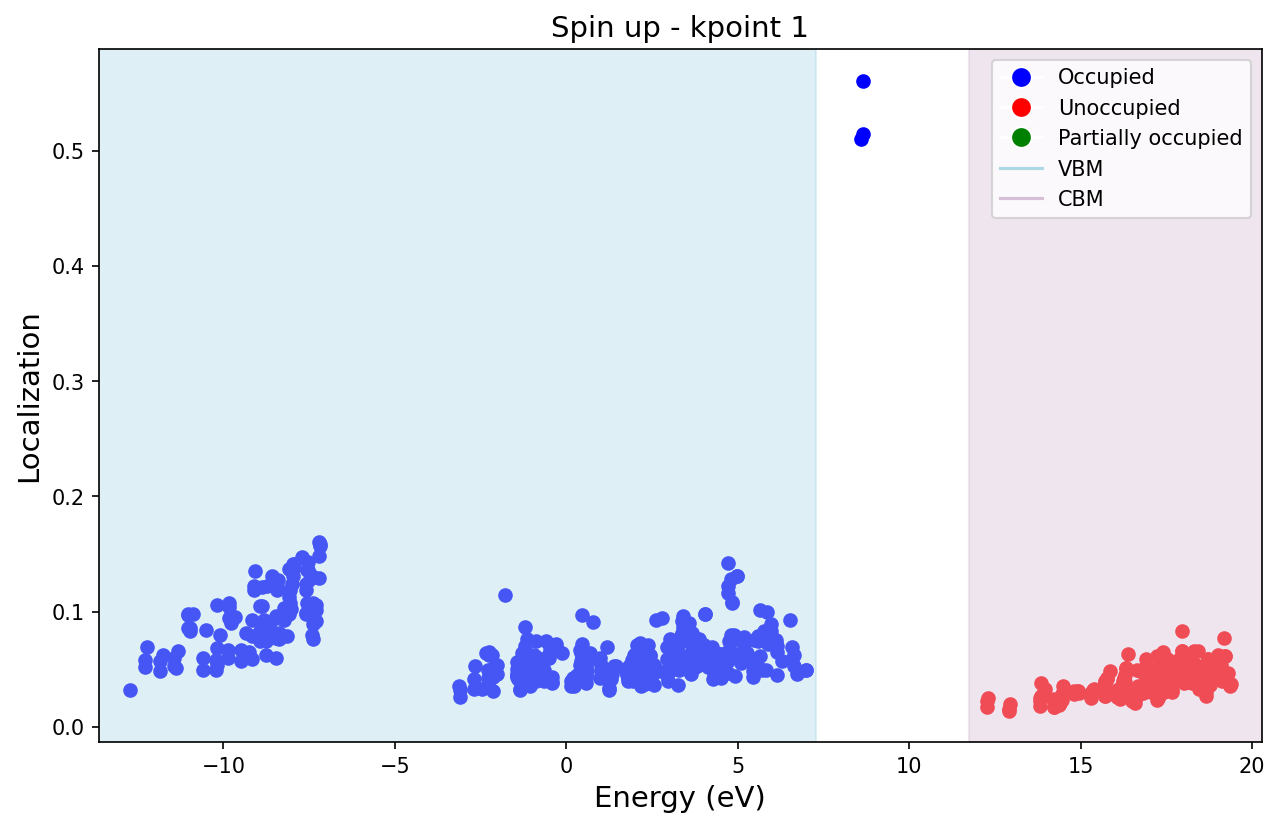 Spin up - kpoint 1
Localization
0.5
0.4
0.3
0.2
0.1
0.0
Occupied
Unoccupied
Partially occupied
VBM
CBM
−10
−5
0
5
10
15
20
Energy (eV)